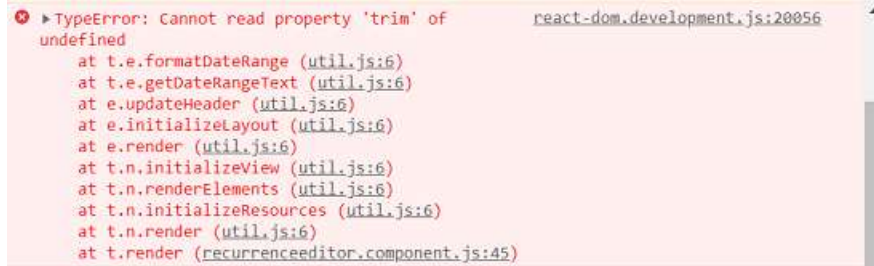 TypeError: Cannot read property 'trim' of react-dom.development.js:20056
undefined
at t.e.formatDateRange (util.js:6)
at t.e.getDateRangeText (util.js:6)
at e.updateHeader (util.js:6)
at e.initializeLayout (util.js:6)
at e.render (util.js:6)
at t.n.initializeView (util.js:6)
at t.n.renderElements (util.js:6)
at t.n.initializeResources (util.js:6)
at t.n.render (util.js:6)
at t.render (recurrenceeditor.component.js:45)